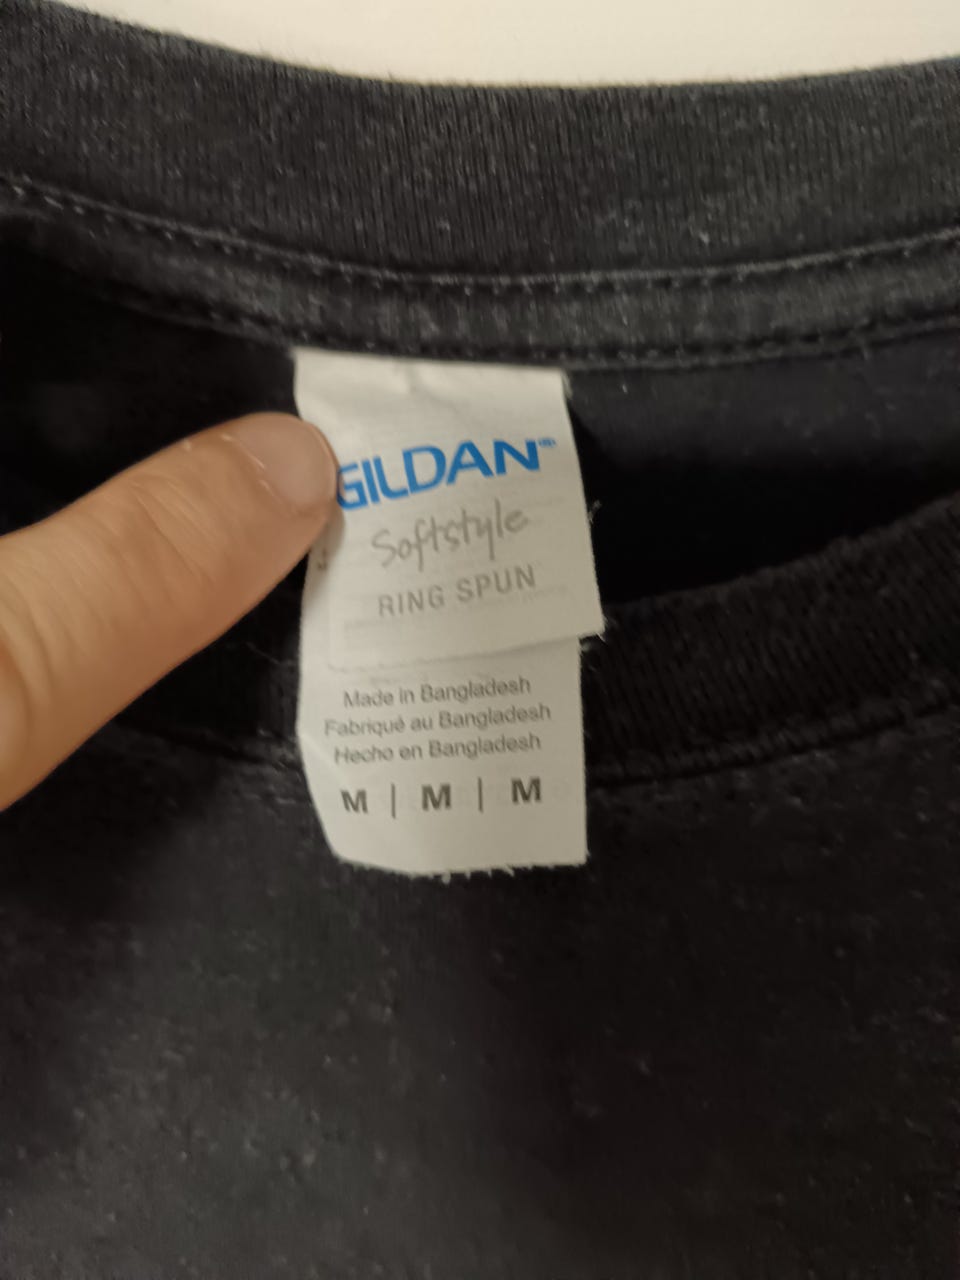 GILDAN
Softstyle
RING SPUN
Made in Bangladesh
Fabriqué au Bangladesh
Hecho en Bangladesh
M | M | M